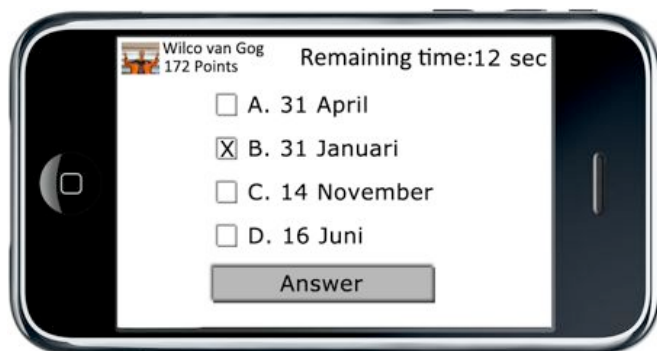 Wilco van Gog
172 Points
Remaining time:12 sec
A. 31 April
X B. 31 Januari
C. 14 November
D. 16 Juni
Answer